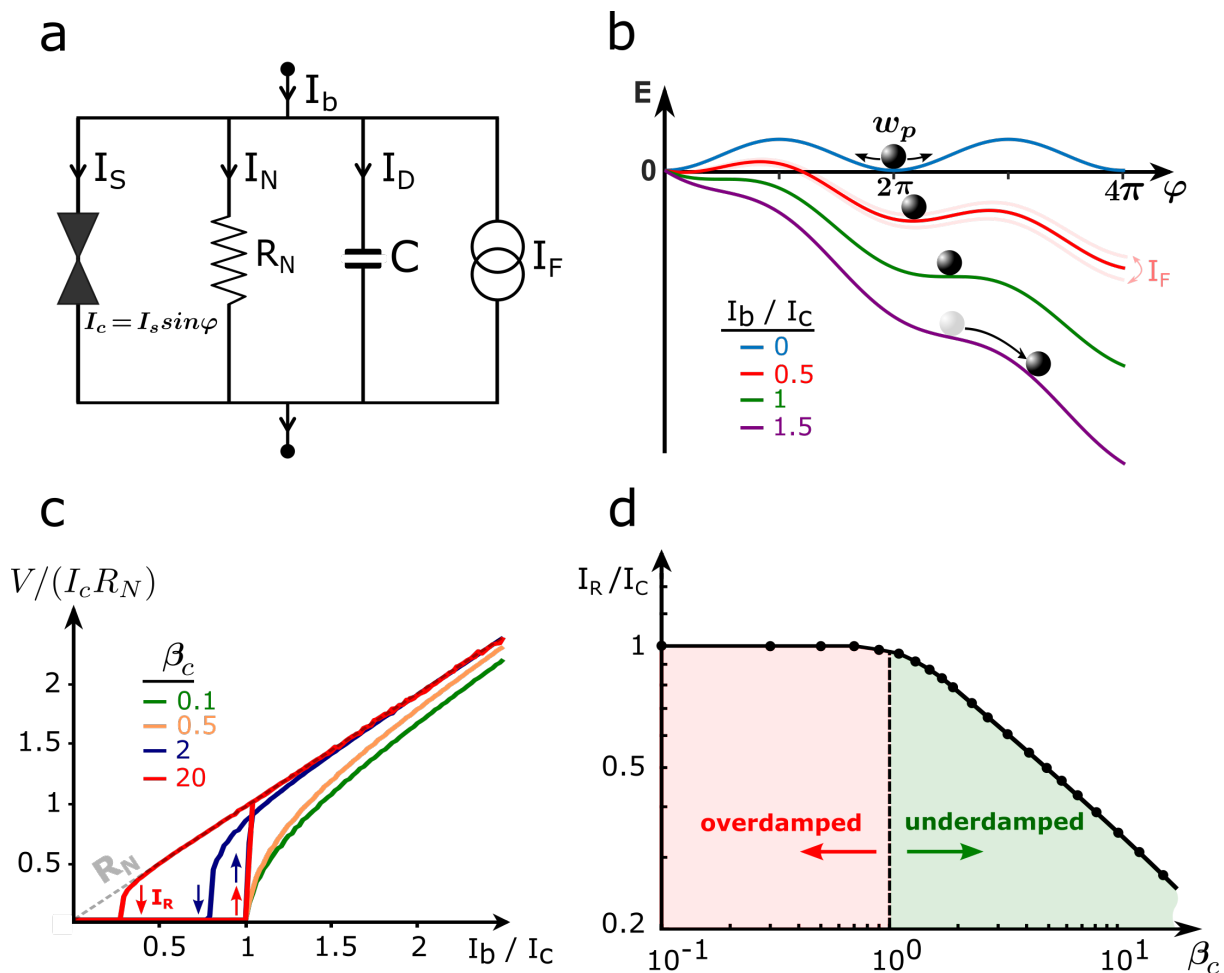 a
I_b
I_S
I_N
I_D
R_N
C
I_F
I_c = I_s sinφ
b
E
w_p
0
2π
4π
φ
I_F
I_b / I_c
0
0.5
1
1.5
c
V/(I_c R_N)
β_c
0.1
0.5
2
20
2
1.5
1
0.5
R_N
I_R
0.5
1
1.5
2
I_b / I_c
d
I_R/I_C
1
0.5
0.2
overdamped
underdamped
10^-1
10^0
10^1
β_c